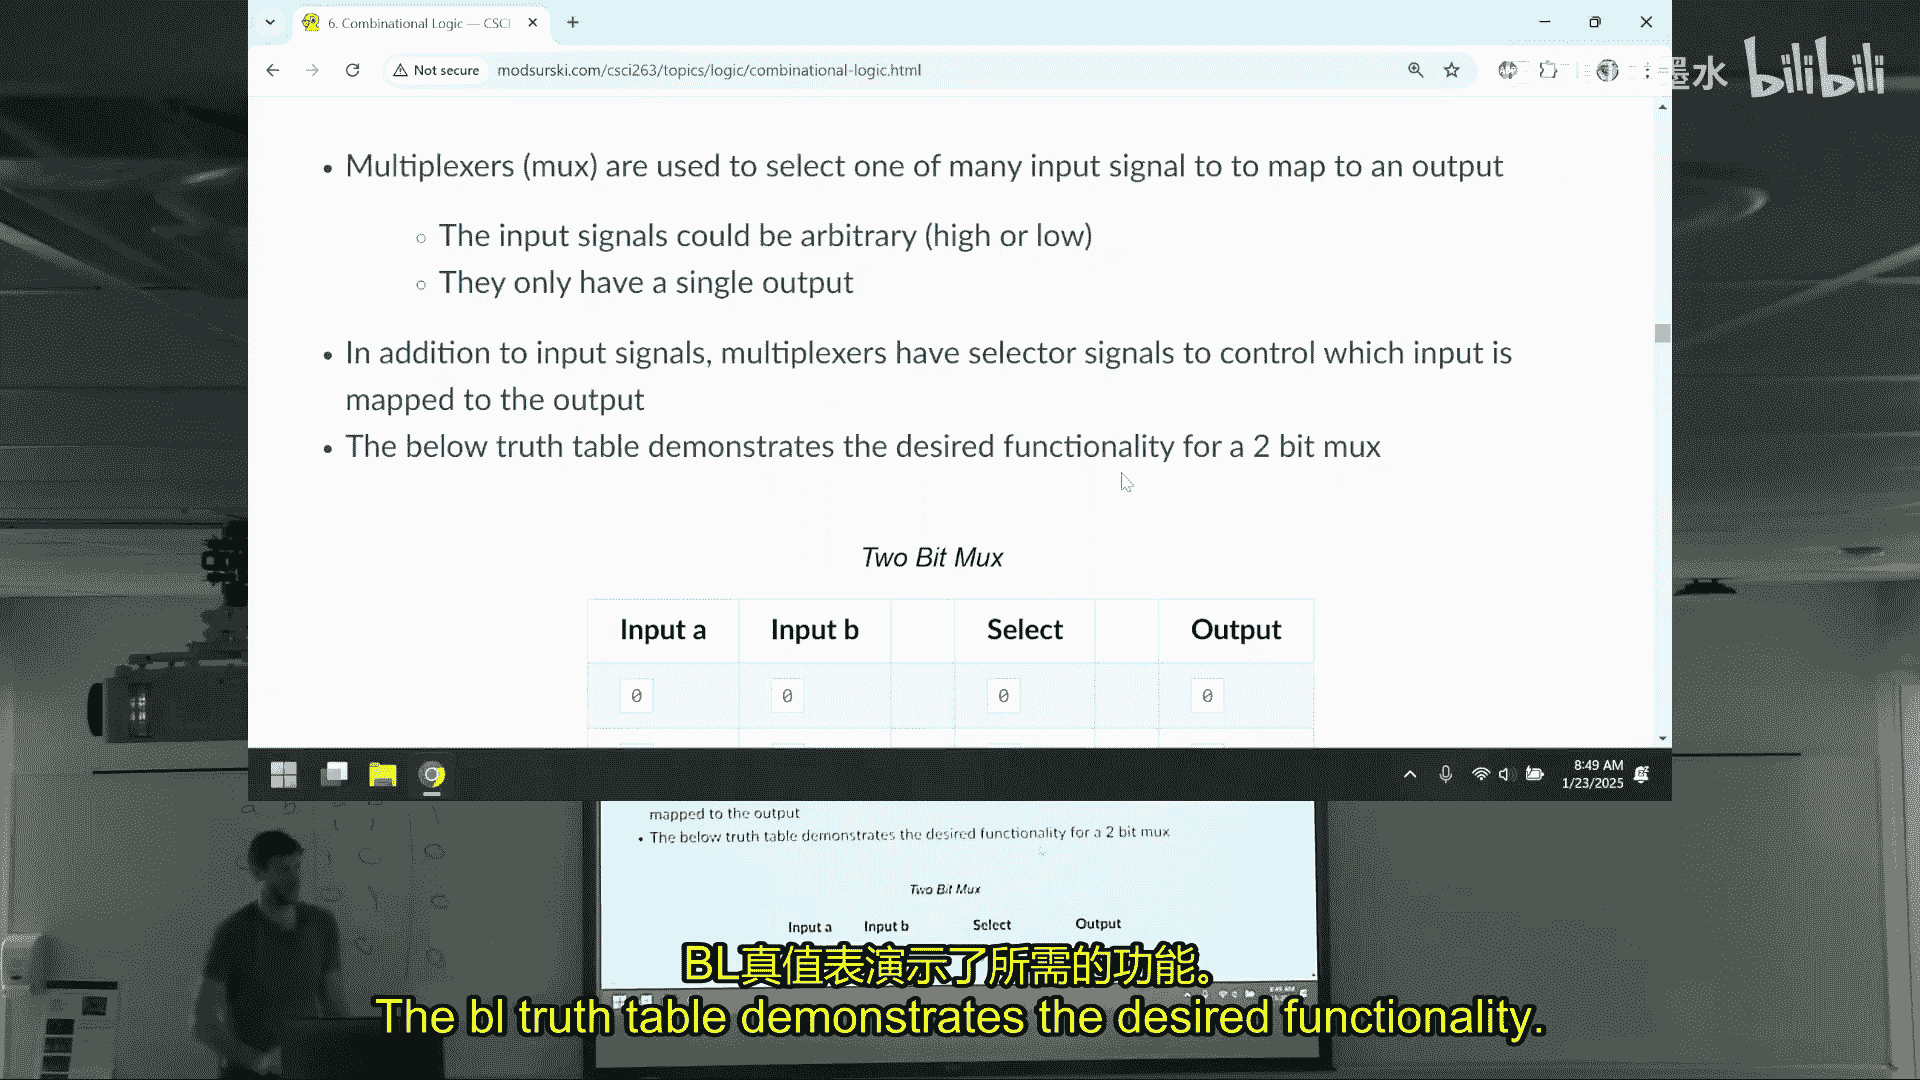 6. Combinational Logic — CSCI
Not secure
modsurski.com/csci263/topics/logic/combinational-logic.html
墨水 bilibili
• Multiplexers (mux) are used to select one of many input signal to to map to an output
◦ The input signals could be arbitrary (high or low)
◦ They only have a single output
• In addition to input signals, multiplexers have selector signals to control which input is
mapped to the output
• The below truth table demonstrates the desired functionality for a 2 bit mux
Two Bit Mux
Input a Input b Select Output
0 0 0 0
8:49 AM
1/23/2025
mapped to the output
• The below truth table demonstrates the desired functionality for a 2 bit mux
Two Bit Mux
Input a Input b Select Output
BL真值表演示了所需的功能。
The bl truth table demonstrates the desired functionality.